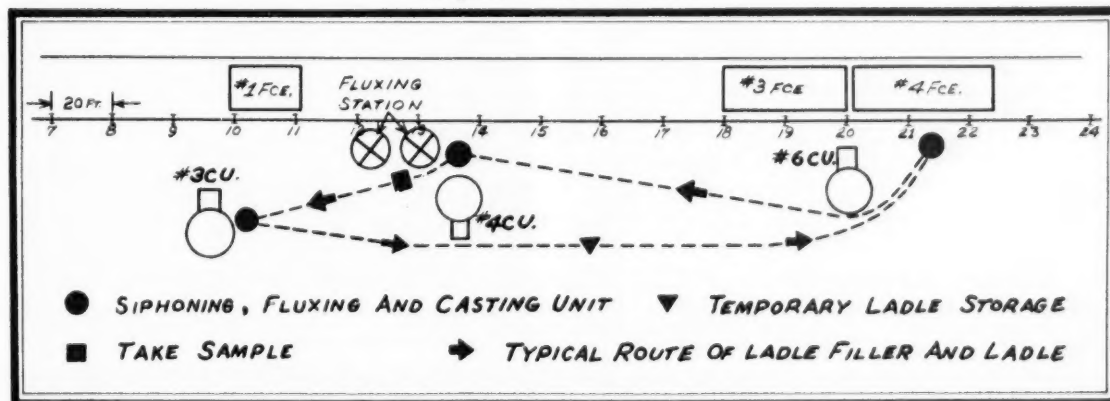 #1 FCE.
#3 FCE
#4 FCE.
FLUXING
STATION
20 FT.
7 8 9 10 11 12 13 14 15 16 17 18 19 20 21 22 23 24
#3 CU.
#4 CU.
#6 CU.
SIPHONING, FLUXING AND CASTING UNIT
TEMPORARY LADLE STORAGE
TAKE SAMPLE
TYPICAL ROUTE OF LADLE FILLER AND LADLE